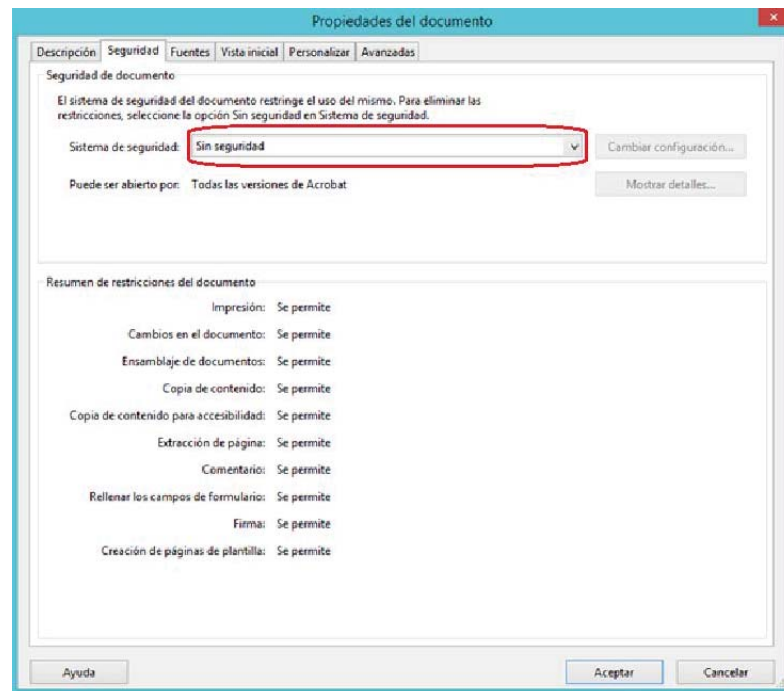 Propiedades del documento
Descripción Seguridad Fuentes Vista inicial Personalizar Avanzadas
Seguridad de documento
El sistema de seguridad del documento restringe el uso del mismo. Para eliminar las
restricciones, seleccione la opción Sin seguridad en Sistema de seguridad.
Sistema de seguridad: Sin seguridad Cambiar configuración...
Puede ser abierto por: Todas las versiones de Acrobat Mostrar detalles...
Resumen de restricciones del documento
Impresión: Se permite
Cambios en el documento: Se permite
Ensamblaje de documentos: Se permite
Copia de contenido: Se permite
Copia de contenido para accesibilidad: Se permite
Extracción de página: Se permite
Comentario: Se permite
Rellenar los campos de formulario: Se permite
Firma: Se permite
Creación de páginas de plantilla: Se permite
Ayuda Aceptar Cancelar